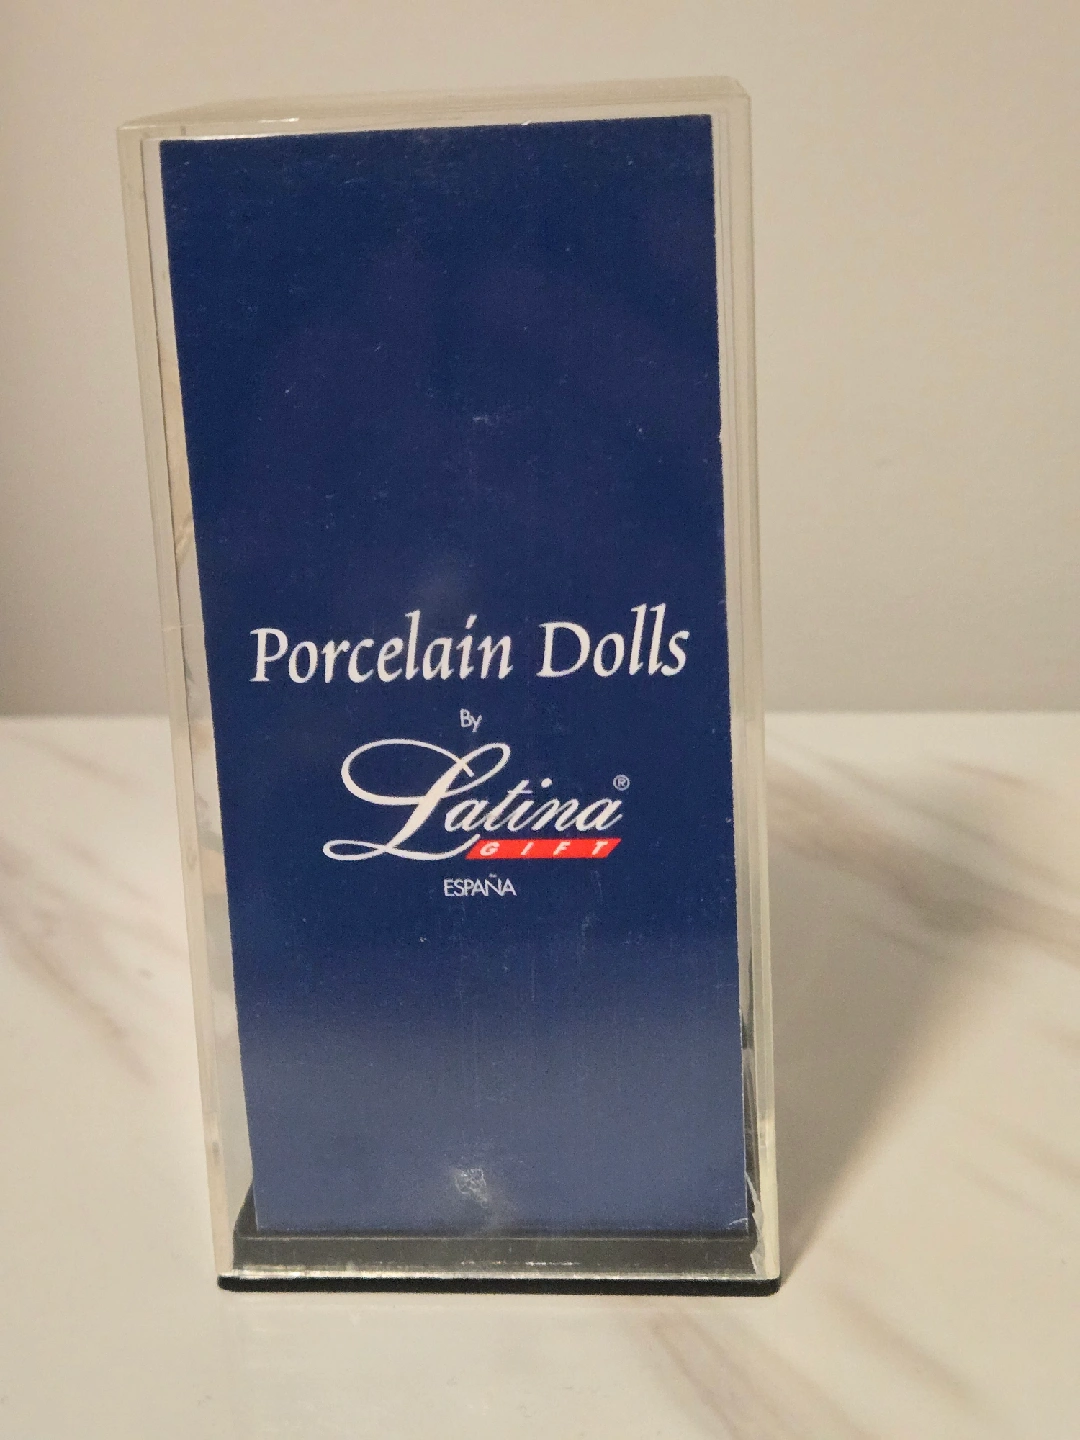 Porcelain Dolls
By
Latina®
GIFT
ESPAÑA